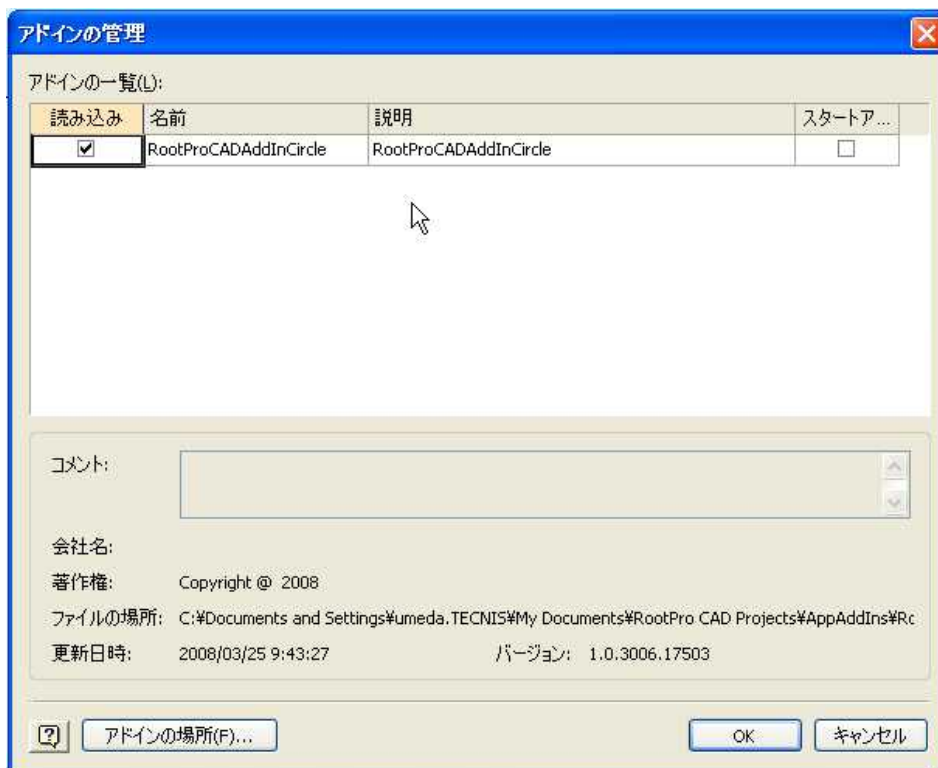 アドインの管理
アドインの一覧(L):
読み込み 名前 説明 スタートア...
RootProCADAddInCircle RootProCADAddInCircle
コメント:
会社名:
著作権: Copyright @ 2008
ファイルの場所: C:¥Documents and Settings¥umeda.TECNIS¥My Documents¥RootPro CAD Projects¥AppAddIns¥Rc
更新日時: 2008/03/25 9:43:27 バージョン: 1.0.3006.17503
アドインの場所(F)... OK キャンセル